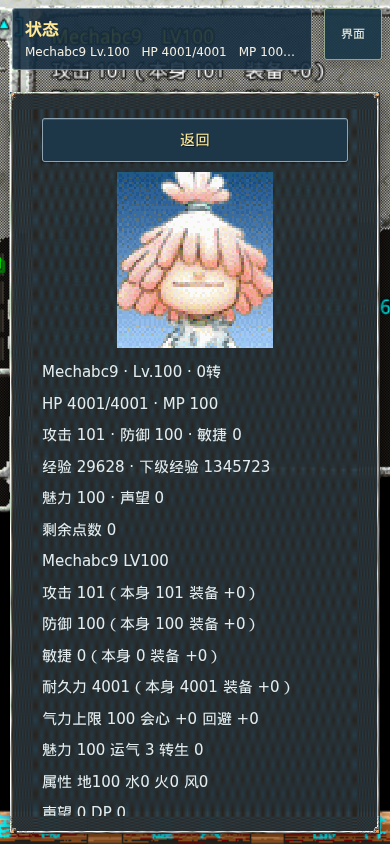 状态
Mechabc9 Lv.100 HP 4001/4001 MP 100...
界面
攻击 101（本身 101 装备 +0）
返回
Mechabc9 · Lv.100 · 0转
HP 4001/4001 · MP 100
攻击 101 · 防御 100 · 敏捷 0
经验 29628 · 下级经验 1345723
魅力 100 · 声望 0
剩余点数 0
Mechabc9 LV100
攻击 101（本身 101 装备 +0）
防御 100（本身 100 装备 +0）
敏捷 0（本身 0 装备 +0）
耐久力 4001（本身 4001 装备 +0）
气力上限 100 会心 +0 回避 +0
魅力 100 运气 3 转生 0
属性 地100 水0 火0 风0
声望 0 DP 0